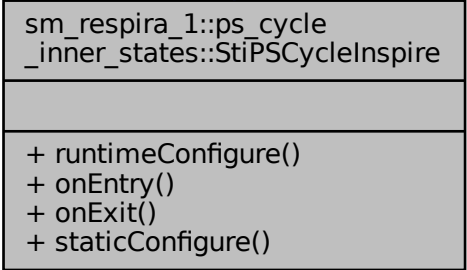 sm_respira_1::ps_cycle
_inner_states::StiPSCycleInspire
+ runtimeConfigure()
+ onEntry()
+ onExit()
+ staticConfigure()